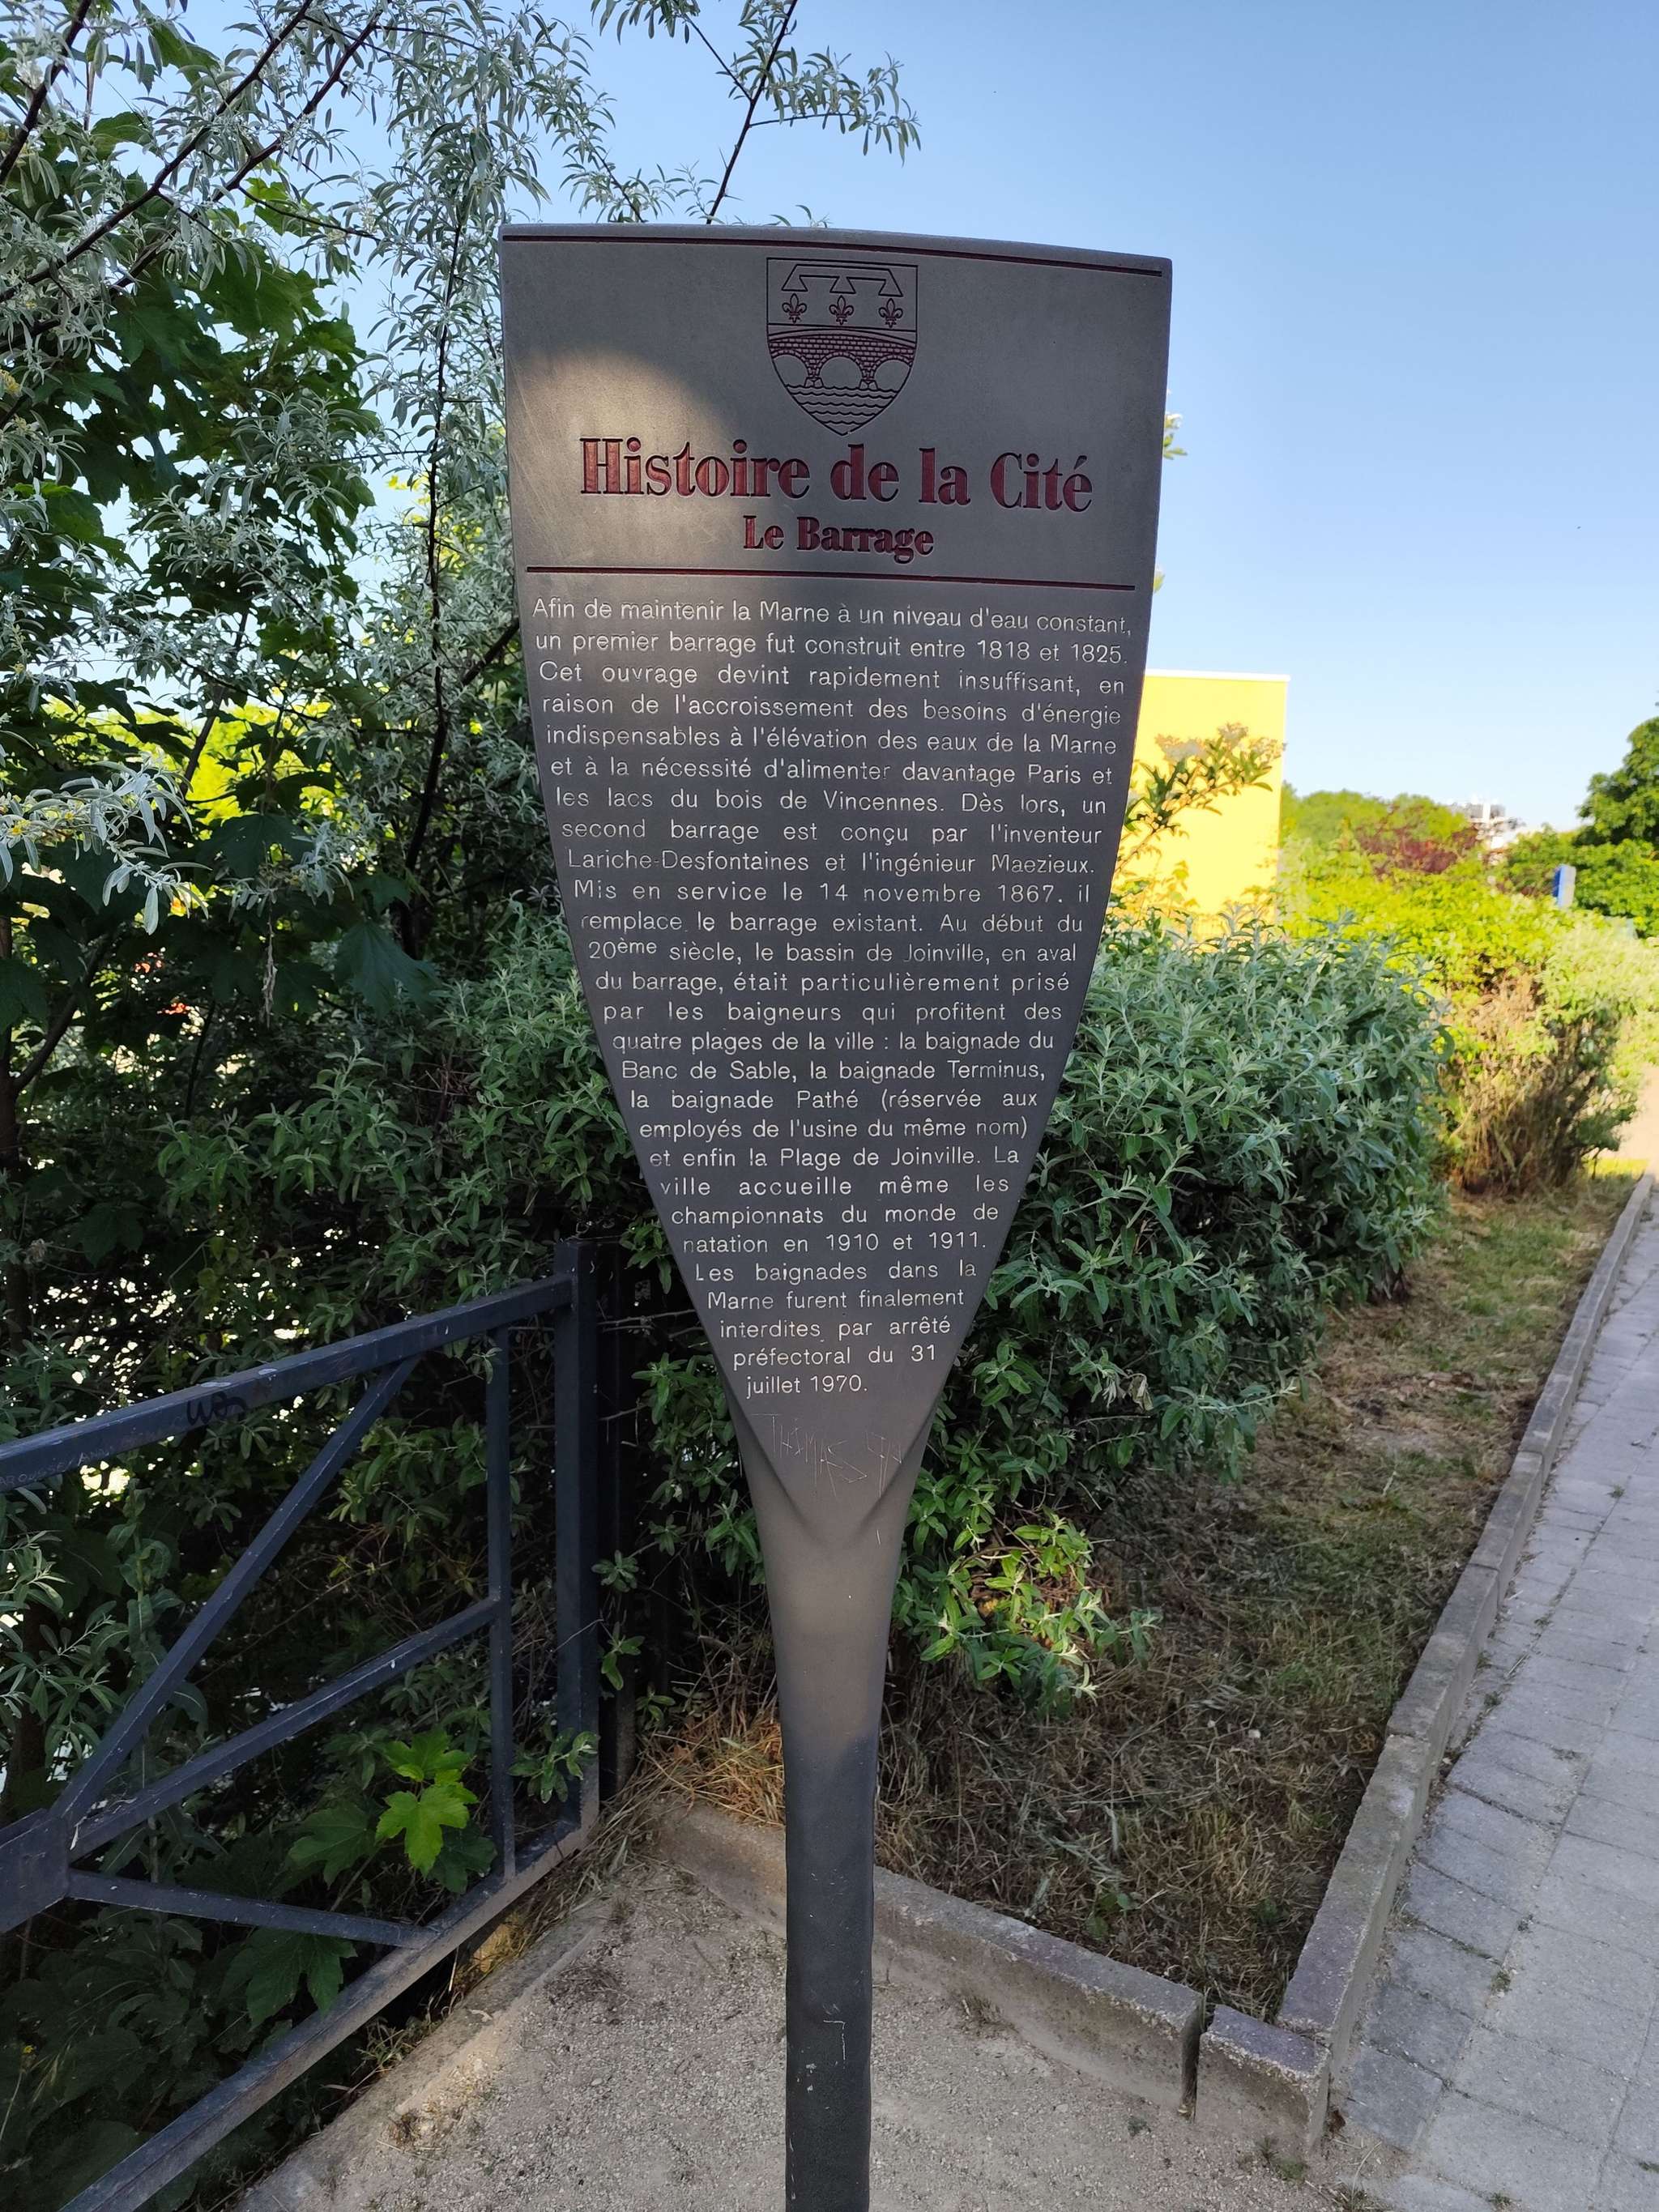 Histoire de la Cité
Le Barrage
Afin de maintenir la Marne à un niveau d'eau constant,
un premier barrage fut construit entre 1818 et 1825.
Cet ouvrage devint rapidement insuffisant, en
raison de l'accroissement des besoins d'énergie
indispensables à l'élévation des eaux de la Marne
et à la nécessité d'alimenter davantage Paris et
les lacs du bois de Vincennes. Dès lors, un
second barrage est conçu par l'inventeur
Lariche-Desfontaines et l'ingénieur Maezieux.
Mis en service le 14 novembre 1867, il
remplace le barrage existant. Au début du
20ème siècle, le bassin de Joinville, en aval
du barrage, était particulièrement prisé
par les baigneurs qui profitent des
quatre plages de la ville : la baignade du
Banc de Sable, la baignade Terminus,
la baignade Pathé (réservée aux
employés de l'usine du même nom)
et enfin la Plage de Joinville. La
ville accueille même les
championnats du monde de
natation en 1910 et 1911.
Les baignades dans la
Marne furent finalement
interdites par arrêté
préfectoral du 31
juillet 1970.
THOMAS